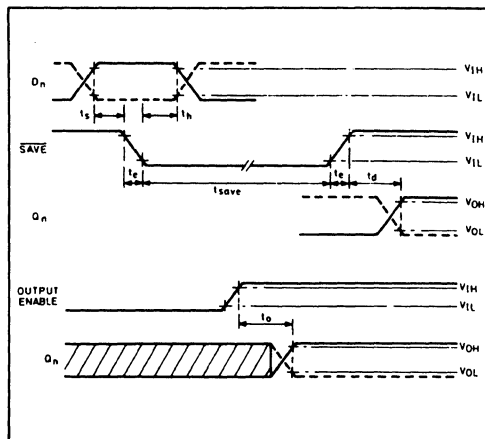 Dn
VIH
VIL
ts
th
SAVE
VIH
VIL
te
tsave
te
td
Qn
VOH
VOL
OUTPUT
ENABLE
VIH
VIL
to
Qn
VOH
VOL